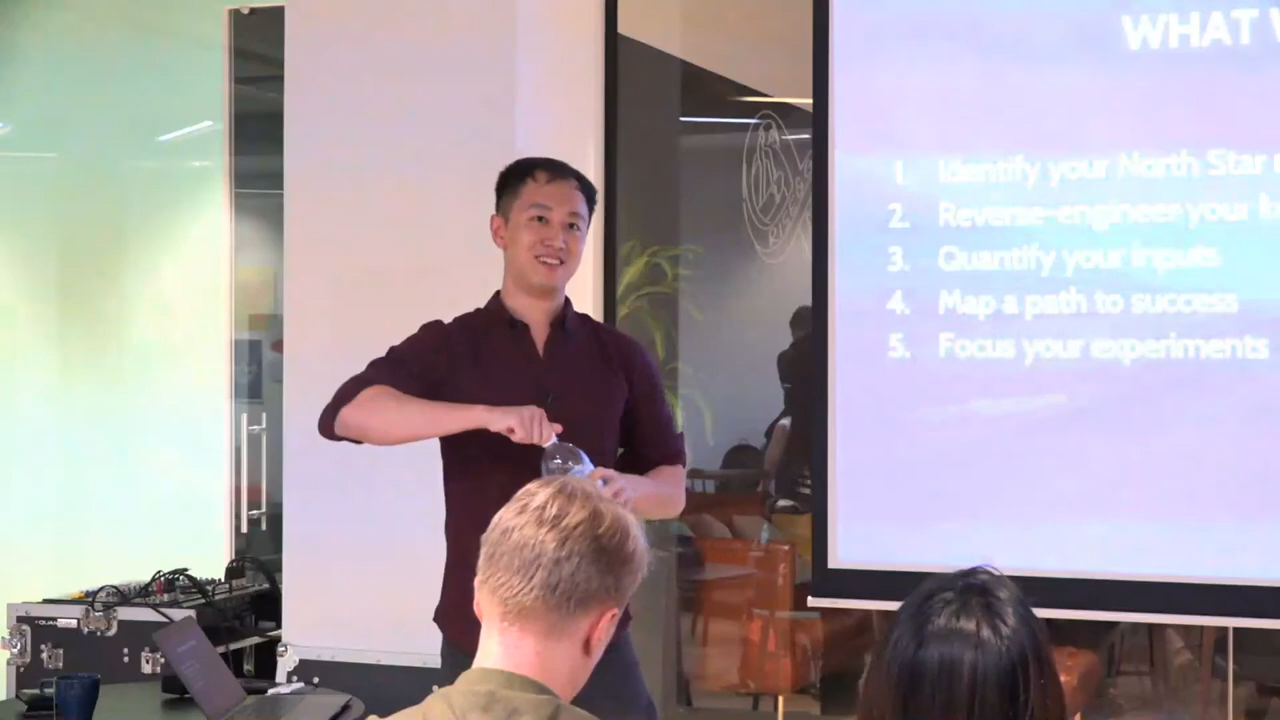 WHAT
1. Identify your North Star
2. Reverse-engineer your
3. Quantify your inputs
4. Map a path to success
5. Focus your experiments